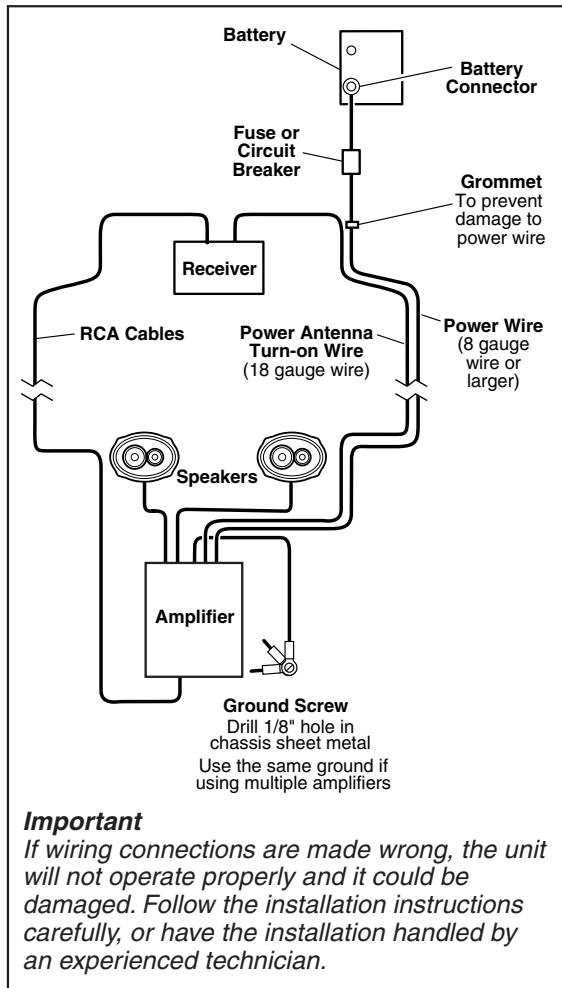 Battery
Battery
Connector
Fuse or
Circuit
Breaker
Grommet
To prevent
damage to
power wire
Receiver
RCA Cables
Power Antenna
Turn-on Wire
(18 gauge wire)
Power Wire
(8 gauge
wire or
larger)
Speakers
Amplifier
Ground Screw
Drill 1/8" hole in
chassis sheet metal
Use the same ground if
using multiple amplifiers
Important
If wiring connections are made wrong, the unit
will not operate properly and it could be
damaged. Follow the installation instructions
carefully, or have the installation handled by
an experienced technician.